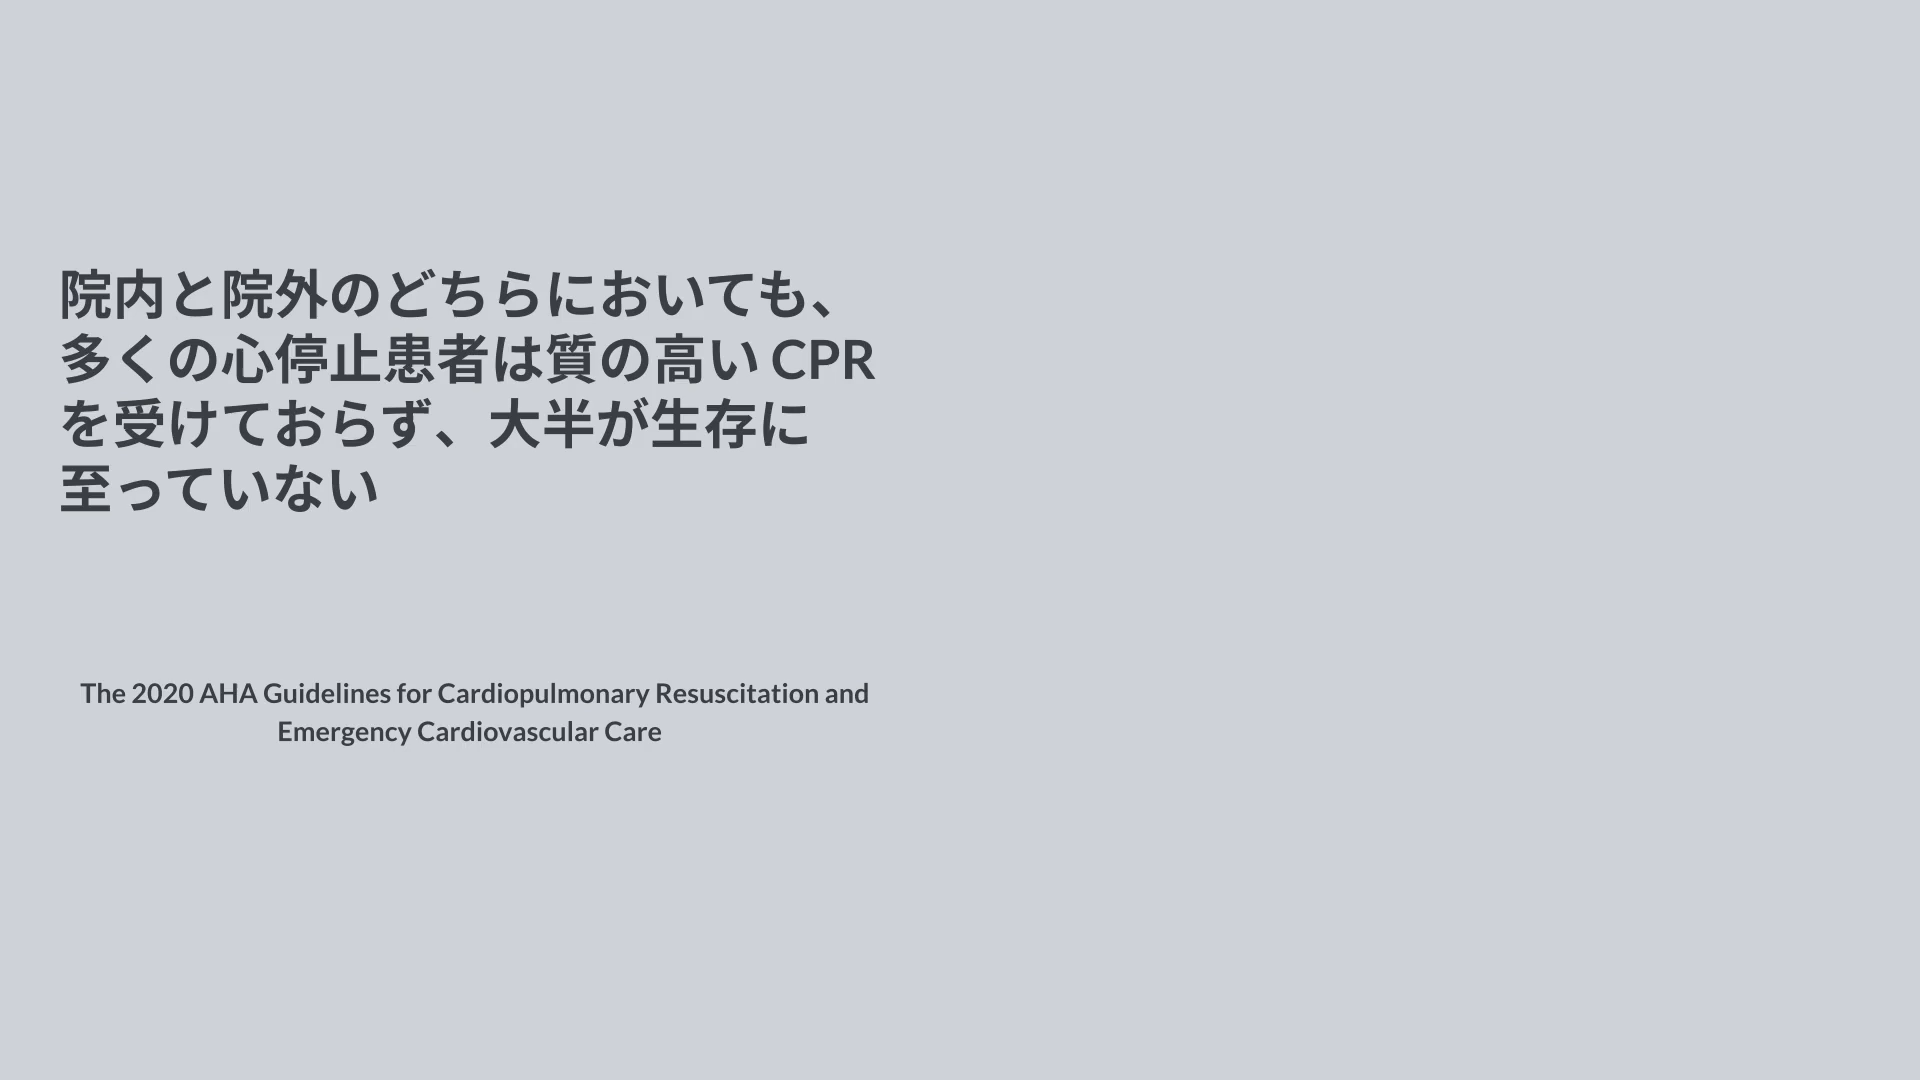 院内と院外のどちらにおいても、
多くの心停止患者は質の高い CPR
を受けておらず、大半が生存に
至っていない
The 2020 AHA Guidelines for Cardiopulmonary Resuscitation and
Emergency Cardiovascular Care